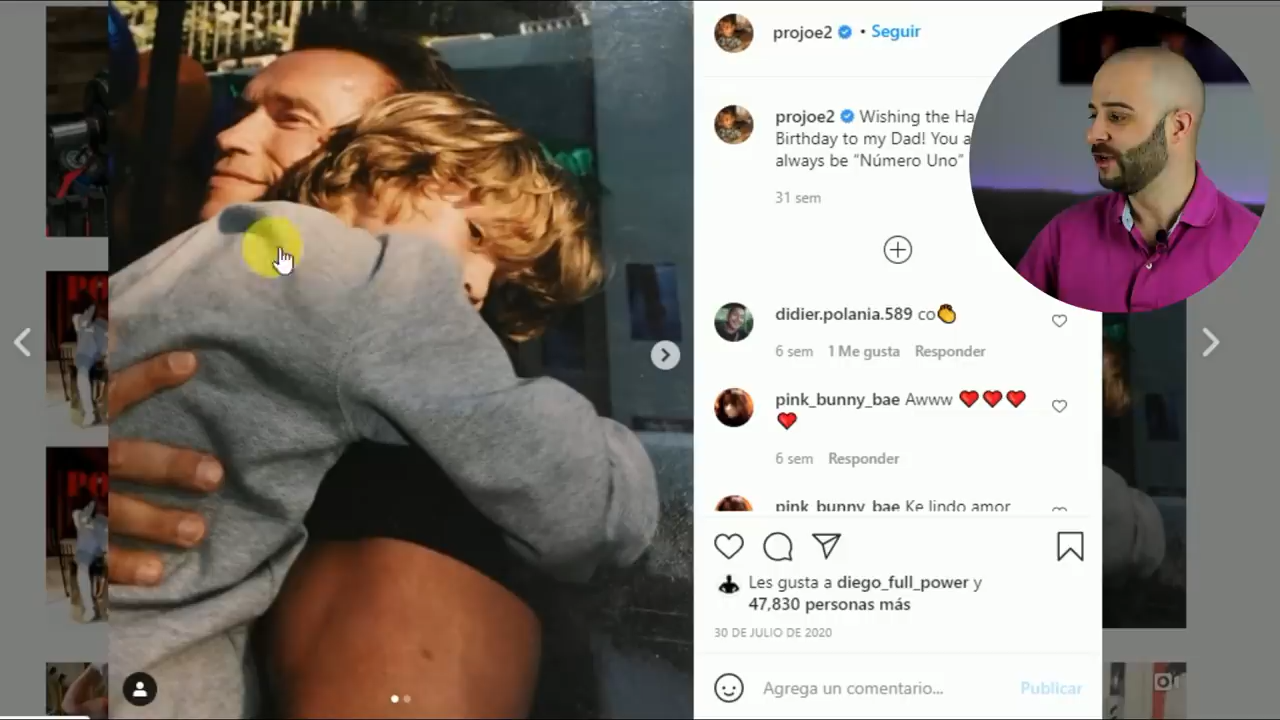 projoe2 • Seguir
projoe2 Wishing the Ha
Birthday to my Dad! You a
always be “Número Uno”
31 sem
didier.polania.589 co👏
6 sem 1 Me gusta Responder
pink_bunny_bae Awww ❤️❤️❤️
❤️
6 sem Responder
pink_bunny_bae Ke lindo amor
Les gusta a diego_full_power y
47,830 personas más
30 DE JULIO DE 2020
Agrega un comentario... Publicar